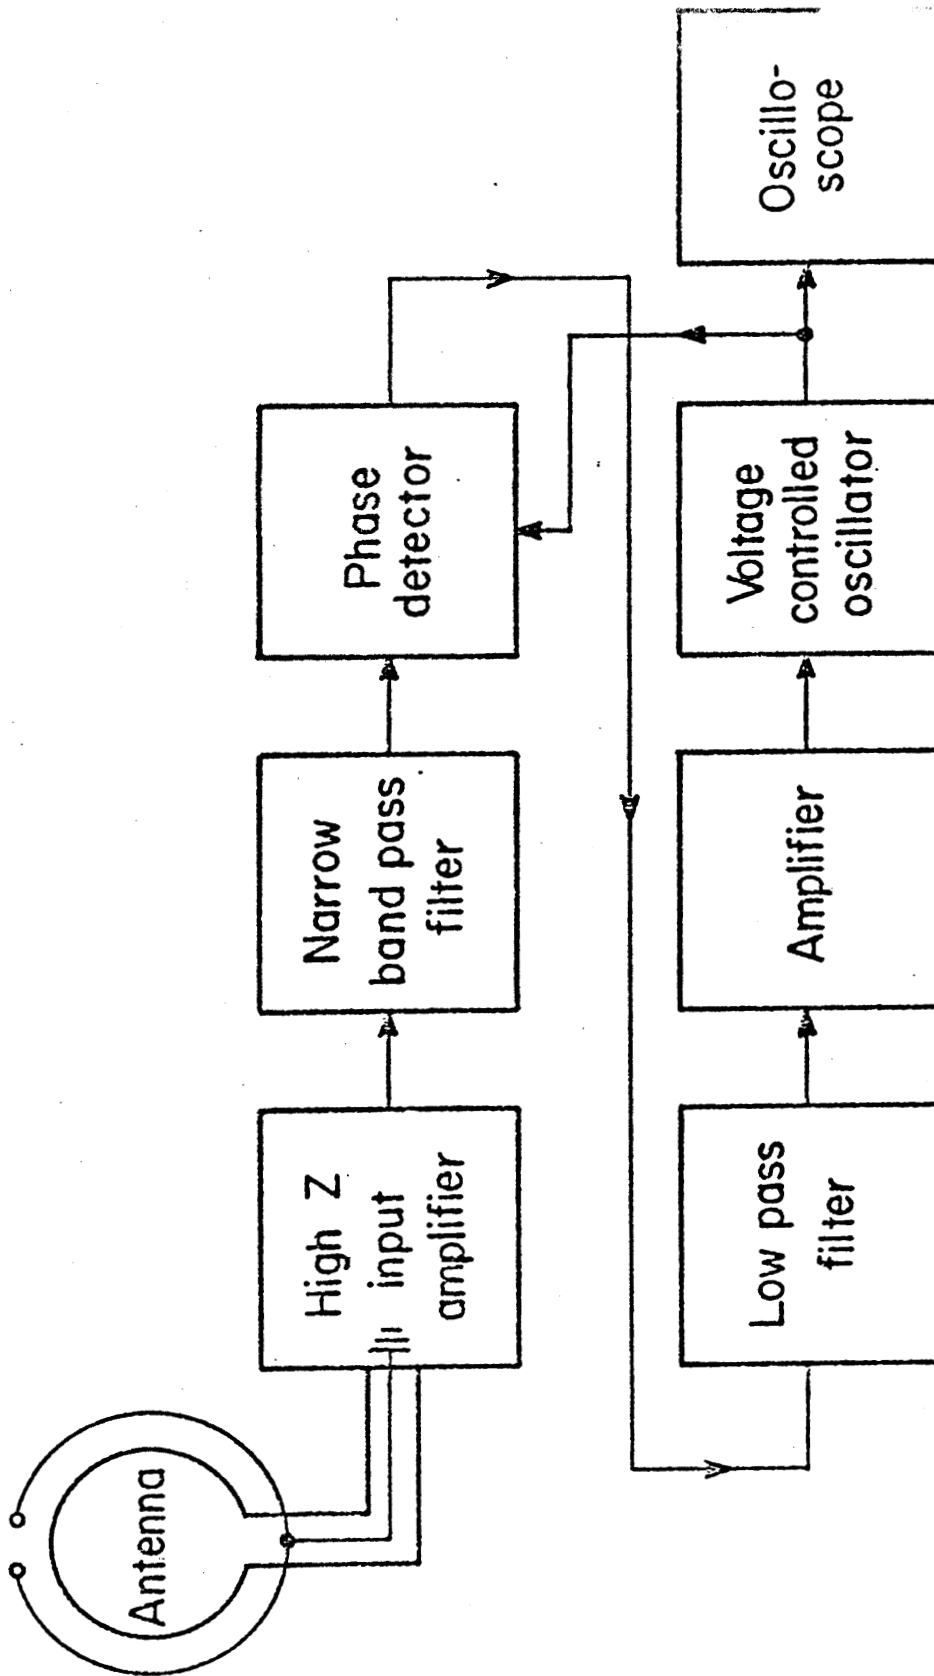 Antenna
High Z
input
amplifier
Narrow
band pass
filter
Phase
detector
Low pass
filter
Amplifier
Voltage
controlled
oscillator
Oscillo-
scope